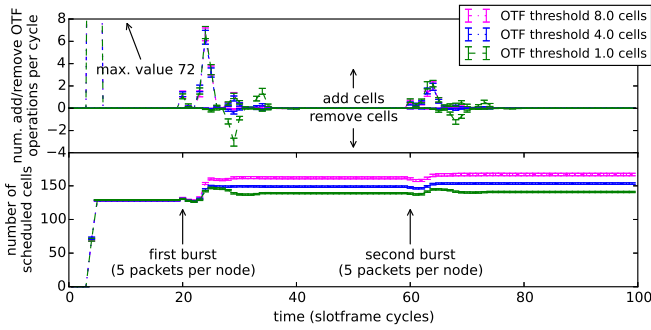 OTF threshold 8.0 cells
OTF threshold 4.0 cells
OTF threshold 1.0 cells
num. add/remove OTF
operations per cycle
8
6
4
2
0
−2
−4
max. value 72
add cells
remove cells
number of
scheduled cells
150
100
50
0
first burst
(5 packets per node)
second burst
(5 packets per node)
0
20
40
60
80
100
time (slotframe cycles)